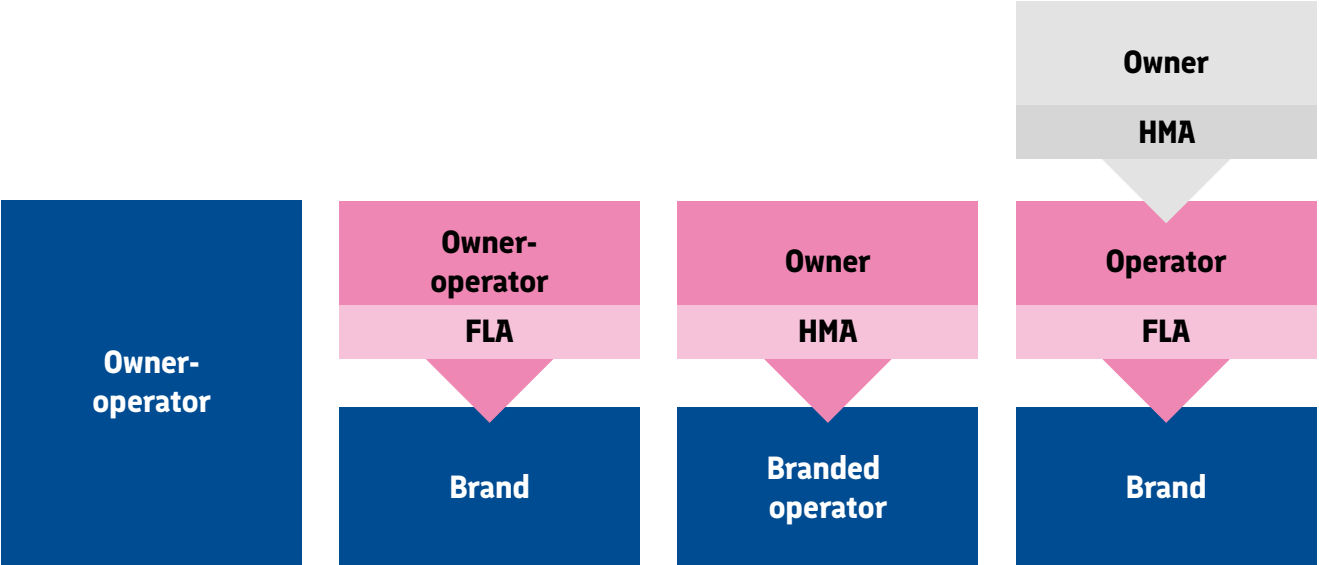 Owner-
operator
Owner-
operator
FLA
Brand
Owner
HMA
Branded
operator
Owner
HMA
Operator
FLA
Brand